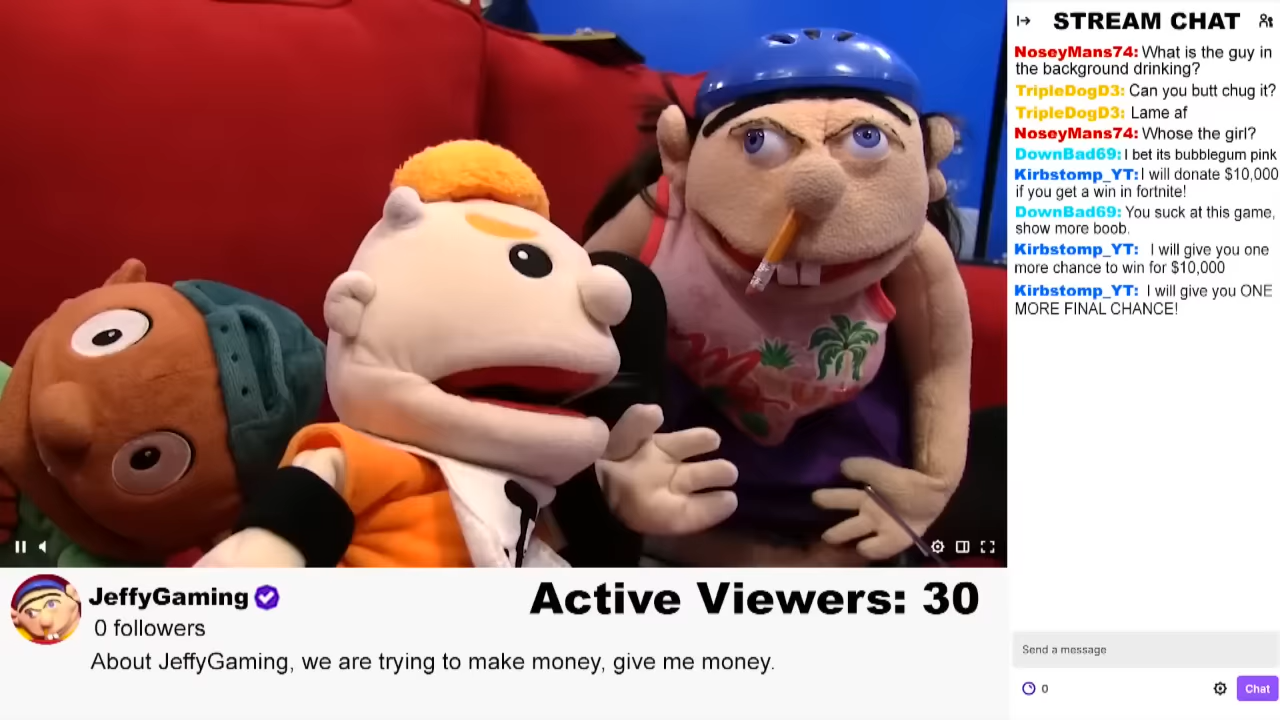 STREAM CHAT
NoseyMans74: What is the guy in
the background drinking?
TripleDogD3: Can you butt chug it?
TripleDogD3: Lame af
NoseyMans74: Whose the girl?
DownBad69: I bet its bubblegum pink
Kirbstomp_YT: I will donate $10,000
if you get a win in fortnite!
DownBad69: You suck at this game,
show more boob.
Kirbstomp_YT: I will give you one
more chance to win for $10,000
Kirbstomp_YT: I will give you ONE
MORE FINAL CHANCE!
JeffyGaming
Active Viewers: 30
0 followers
About JeffyGaming, we are trying to make money, give me money.
Send a message
0
Chat